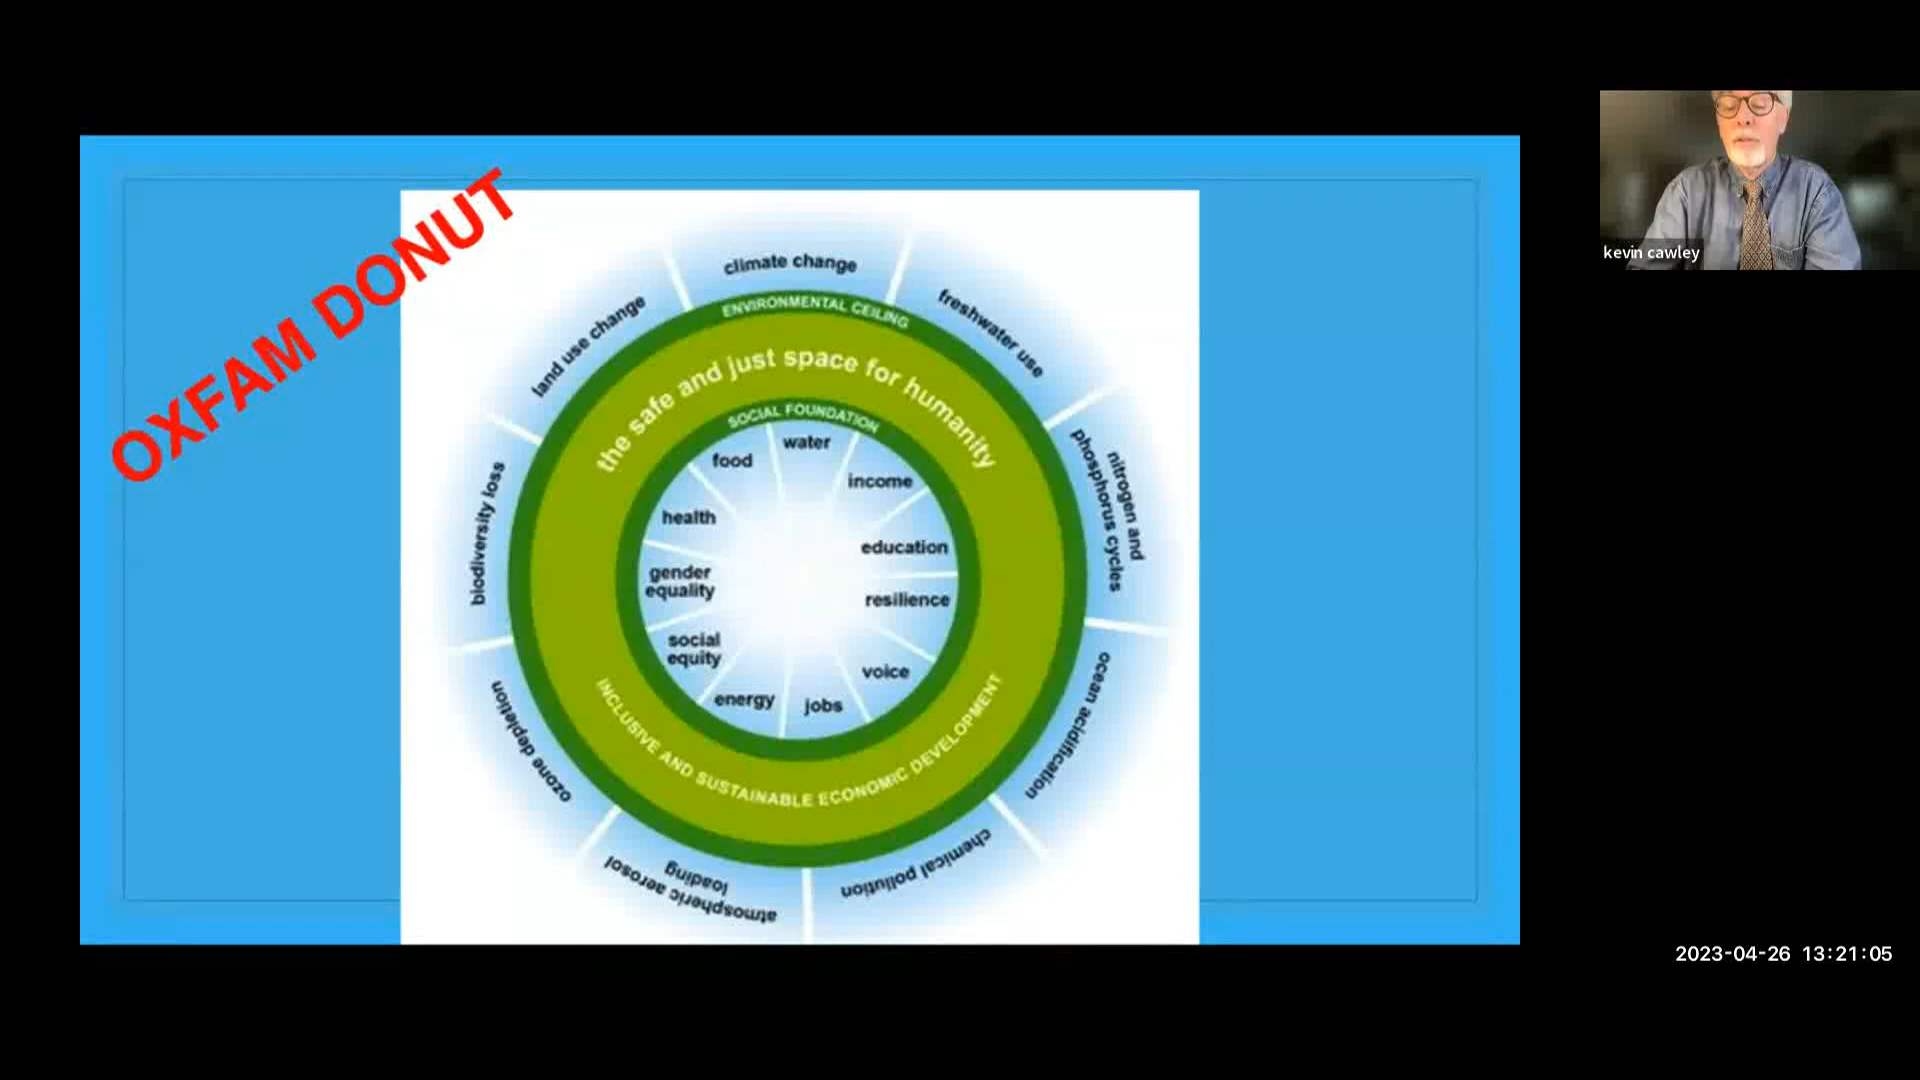 OXFAM DONUT
climate change
freshwater use
nitrogen and
phosphorus cycles
ocean acidification
chemical pollution
atmospheric aerosol
loading
ozone depletion
biodiversity loss
land use change
ENVIRONMENTAL CEILING
the safe and just space for humanity
SOCIAL FOUNDATION
water
income
education
resilience
voice
jobs
energy
social
equity
gender
equality
health
food
INCLUSIVE AND SUSTAINABLE ECONOMIC DEVELOPMENT
kevin cawley
2023-04-26 13:21:05